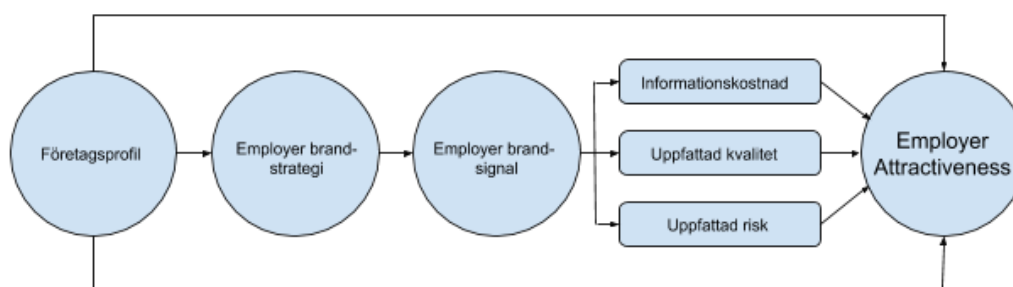 Företagsprofil
Employer brand-
strategi
Employer brand-
signal
Informationskostnad
Uppfattad kvalitet
Uppfattad risk
Employer
Attractiveness